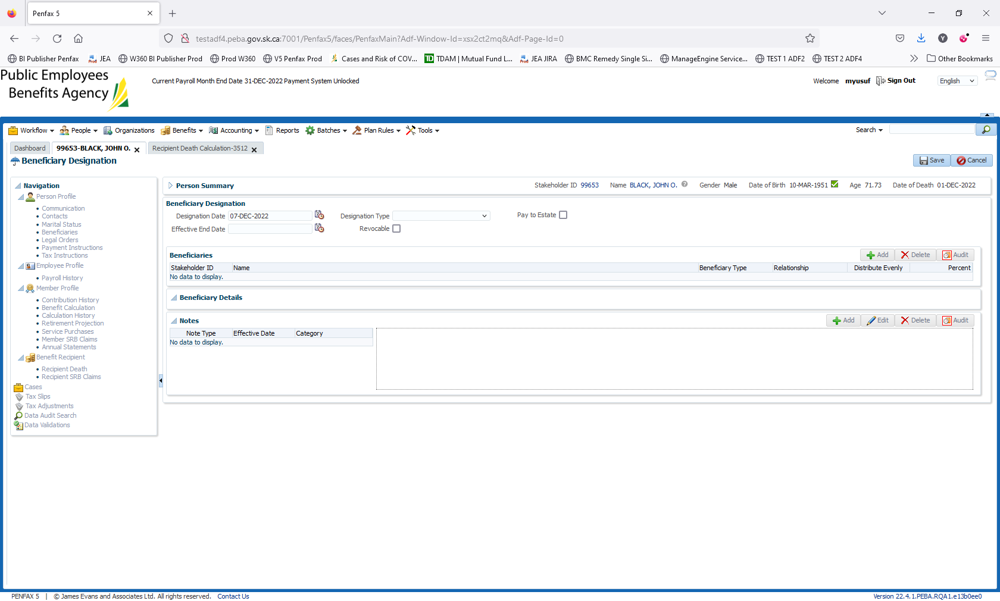 Penfax 5
testadf4.peba.gov.sk.ca:7001/Penfax5/faces/PenfaxMain?Adf-Window-Id=xsx2ct2mq&Adf-Page-Id=0
BI Publisher Penfax JEA W360 BI Publisher Prod Prod W360 V5 Penfax Prod Cases and Risk of COV... TD TDAM | Mutual Fund L... JEA JIRA BMC Remedy Single Si... ManageEngine Service... TEST 1 ADF2 TEST 2 ADF4 Other Bookmarks
Public Employees
Benefits Agency
Current Payroll Month End Date 31-DEC-2022 Payment System Unlocked
Welcome myusuf Sign Out English
Workflow People Organizations Benefits Accounting Reports Batches Plan Rules Tools Search
Dashboard 99653-BLACK, JOHN O. Recipient Death Calculation-3512
Beneficiary Designation Save Cancel
Navigation
Person Profile
Communication
Contacts
Marital Status
Beneficiaries
Legal Orders
Payment Instructions
Tax Instructions
Employee Profile
Payroll History
Member Profile
Contribution History
Benefit Calculation
Calculation History
Retirement Projection
Service Purchases
Member SRB Claims
Annual Statements
Benefit Recipient
Recipient Death
Recipient SRB Claims
Cases
Tax Slips
Tax Adjustments
Data Audit Search
Data Validations
Person Summary Stakeholder ID 99653 Name BLACK, JOHN O. Gender Male Date of Birth 10-MAR-1951 Age 71.73 Date of Death 01-DEC-2022
Beneficiary Designation
Designation Date 07-DEC-2022 Designation Type Pay to Estate
Effective End Date Revocable
Beneficiaries Add Delete Audit
Stakeholder ID Name Beneficiary Type Relationship Distribute Evenly Percent
No data to display.
Beneficiary Details
Notes Add Edit Delete Audit
Note Type Effective Date Category
No data to display.
PENFAX 5 | © James Evans and Associates Ltd. All rights reserved. Contact Us Version 22.4.1.PEBA.RQA1.e13b0ee0